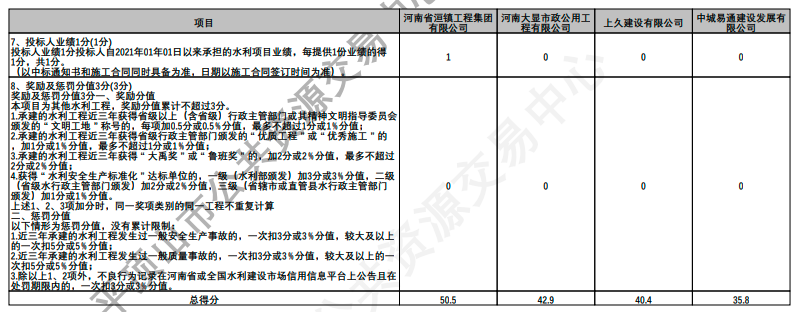 项目
河南省洹镇工程集团
有限公司
河南大显市政公用工
程有限公司
上久建设有限公司
中城易通建设发展有
限公司
7、投标人业绩1分(1分)
投标人业绩1分投标人自2021年01年01日以来承担的水利项目业绩，每提供1份业绩的得
1分，共1分。
（以中标通知书和施工合同同时具备为准，日期以施工合同签订时间为准）。
1
0
0
0
8、奖励及惩罚分值3分(3分)
奖励及惩罚分值3分一、奖励分值
本项目为其他水利工程，奖励分值累计不超过3分。
1.承建的水利工程近三年获得省级以上（含省级）行政主管部门或其精神文明指导委员会
颁发的“文明工地”称号的，每项加0.5分或0.5%分值，最多不超过1分或1%分值；
2.承建的水利工程近三年获得省级行政主管部门颁发的“优质工程”或“优秀施工”的
，加1分或1%分值，最多不超过1分或1%分值；
3.承建的水利工程近三年获得“大禹奖”或“鲁班奖”的，加2分或2%分值，最多不超过
2分或2%分值；
4.获得“水利安全生产标准化”达标单位的，一级（水利部颁发）加3分或3%分值，二级
（省级水行政主管部门颁发）加2分或2%分值，三级（省辖市或直管县水行政主管部门
颁发）加1分或1%分值。
上述1、2、3项加分时，同一奖项类别的同一工程不重复计算
二、惩罚分值
以下情形为惩罚分值，没有累计限制：
1.近三年承建的水利工程发生过一般安全生产事故的，一次扣3分或3%分值，较大及以上
的一次扣5分或5%分值；
2.近三年承建的水利工程发生过一般质量事故的，一次扣3分或3%分值，较大及以上的一
次扣5分或5%分值；
3.除以上1、2项外，不良行为记录在河南省或全国水利建设市场信用信息平台上公告且在
处罚期限内的，一次扣3分或3%分值。
0
0
0
0
总得分
50.5
42.9
40.4
35.8
平顶山市公共资源交易中心
公共资源交易中心